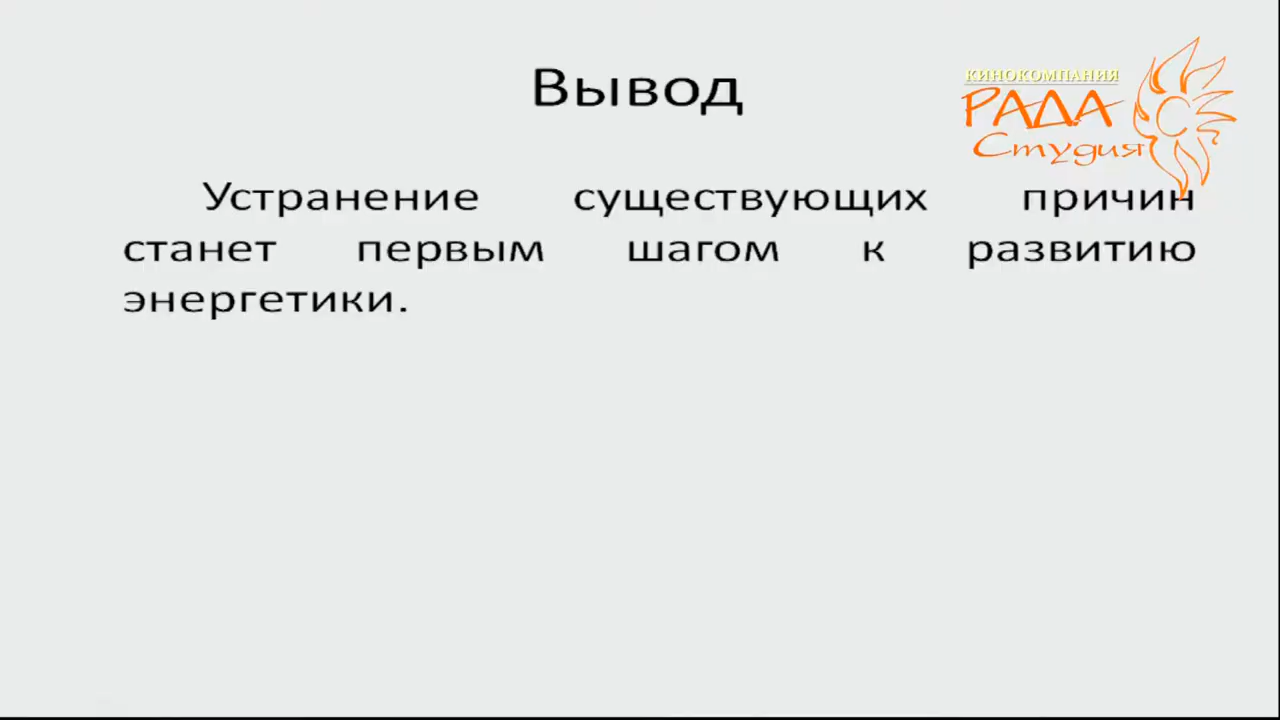 Вывод
КИНОКОМПАНИЯ
РАДА
Студия
Устранение существующих причин
станет первым шагом к развитию
энергетики.